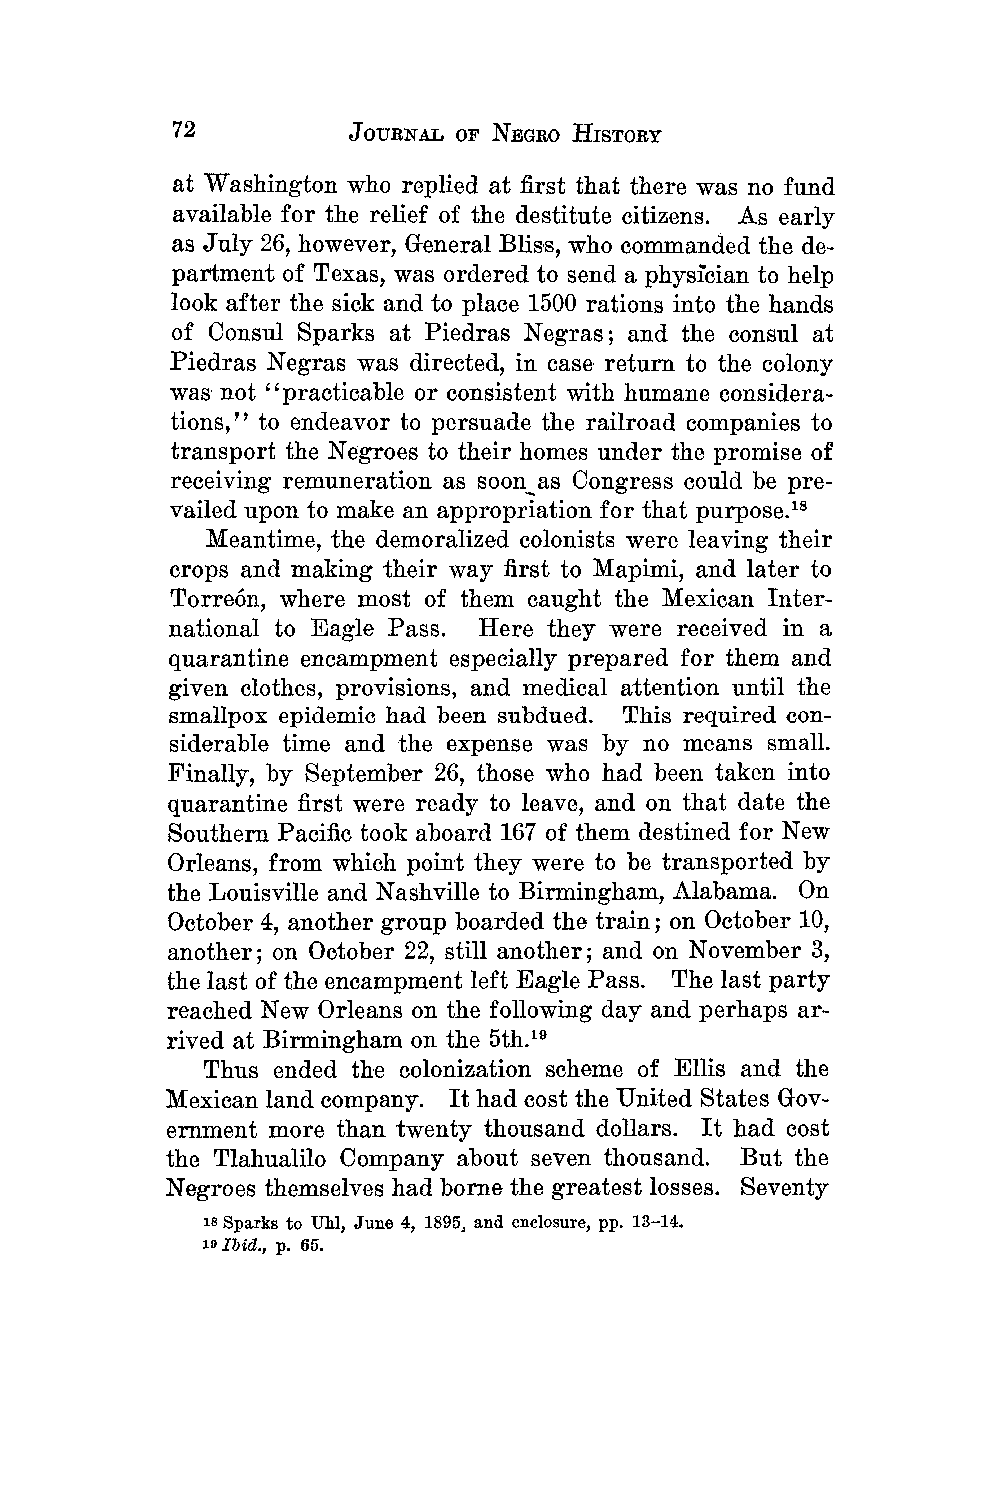 72 JOURNAL OF NEGRO HISTORY
at Washington who replied at first that there was no fund
available for the relief of the destitute citizens. As early
as July 26, however, General Bliss, who commanded the de-
partment of Texas, was ordered to send a physician to help
look after the sick and to place 1500 rations into the hands
of Consul Sparks at Piedras Negras; and the consul at
Piedras Negras was directed, in case return to the colony
was not “practicable or consistent with humane considera-
tions,” to endeavor to persuade the railroad companies to
transport the Negroes to their homes under the promise of
receiving remuneration as soon as Congress could be pre-
vailed upon to make an appropriation for that purpose.¹⁸
Meantime, the demoralized colonists were leaving their
crops and making their way first to Mapimi, and later to
Torreón, where most of them caught the Mexican Inter-
national to Eagle Pass. Here they were received in a
quarantine encampment especially prepared for them and
given clothes, provisions, and medical attention until the
smallpox epidemic had been subdued. This required con-
siderable time and the expense was by no means small.
Finally, by September 26, those who had been taken into
quarantine first were ready to leave, and on that date the
Southern Pacific took aboard 167 of them destined for New
Orleans, from which point they were to be transported by
the Louisville and Nashville to Birmingham, Alabama. On
October 4, another group boarded the train; on October 10,
another; on October 22, still another; and on November 3,
the last of the encampment left Eagle Pass. The last party
reached New Orleans on the following day and perhaps ar-
rived at Birmingham on the 5th.¹⁹
Thus ended the colonization scheme of Ellis and the
Mexican land company. It had cost the United States Gov-
ernment more than twenty thousand dollars. It had cost
the Tlahualilo Company about seven thousand. But the
Negroes themselves had borne the greatest losses. Seventy
¹⁸ Sparks to Uhl, June 4, 1895, and enclosure, pp. 13–14.
¹⁹ Ibid., p. 65.